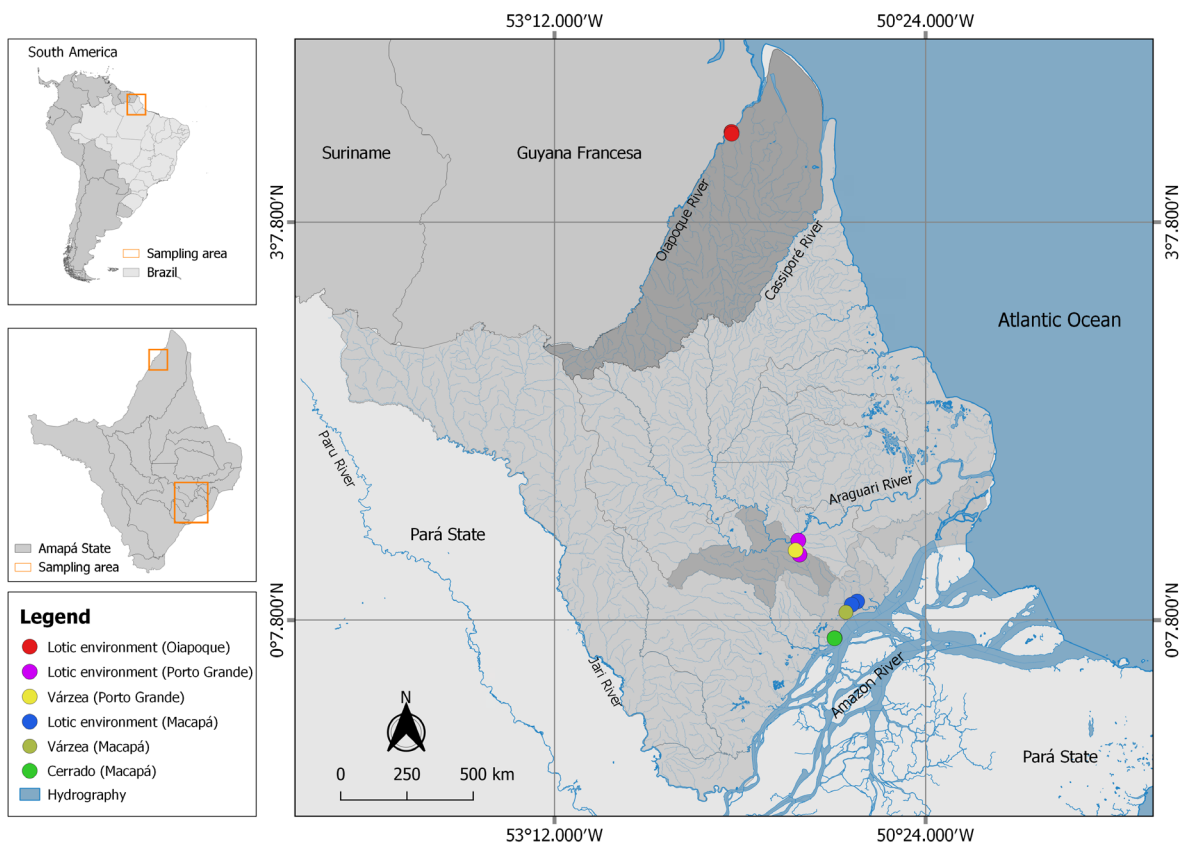 53°12.000′W
50°24.000′W
South America
Sampling area
Brazil
Suriname
Guyana Francesa
Oiapoque River
Cassiporé River
3°7.800′N
3°7.800′N
Atlantic Ocean
Amapá State
Sampling area
Paru River
Araguari River
Pará State
0°7.800′N
0°7.800′N
Jari River
Amazon River
Pará State
Legend
Lotic environment (Oiapoque)
Lotic environment (Porto Grande)
Várzea (Porto Grande)
Lotic environment (Macapá)
Várzea (Macapá)
Cerrado (Macapá)
Hydrography
N
0 250 500 km
53°12.000′W
50°24.000′W